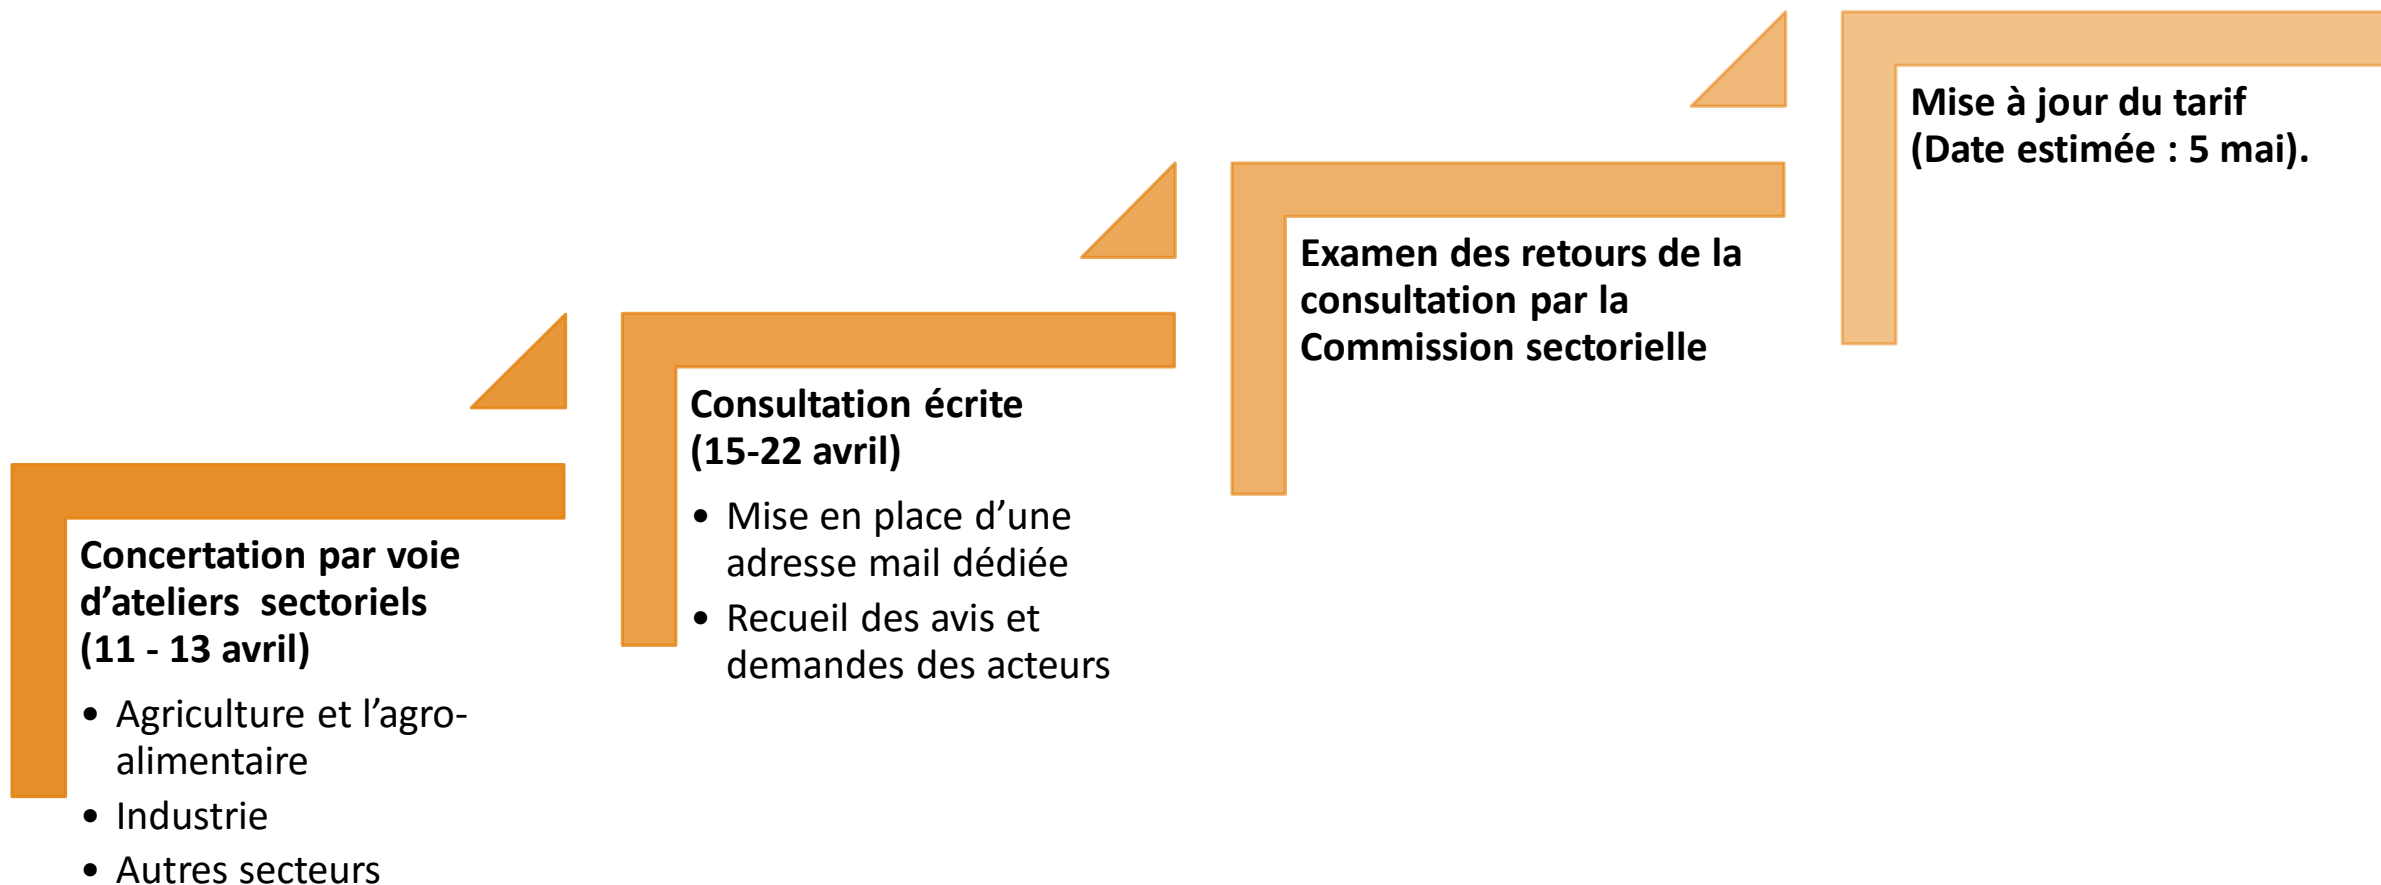 Concertation par voie
d’ateliers  sectoriels
(11 - 13 avril)
• Agriculture et l’agro-
alimentaire
• Industrie
• Autres secteurs
Consultation écrite
(15-22 avril)
• Mise en place d’une
adresse mail dédiée
• Recueil des avis et
demandes des acteurs
Examen des retours de la
consultation par la
Commission sectorielle
Mise à jour du tarif
(Date estimée : 5 mai).